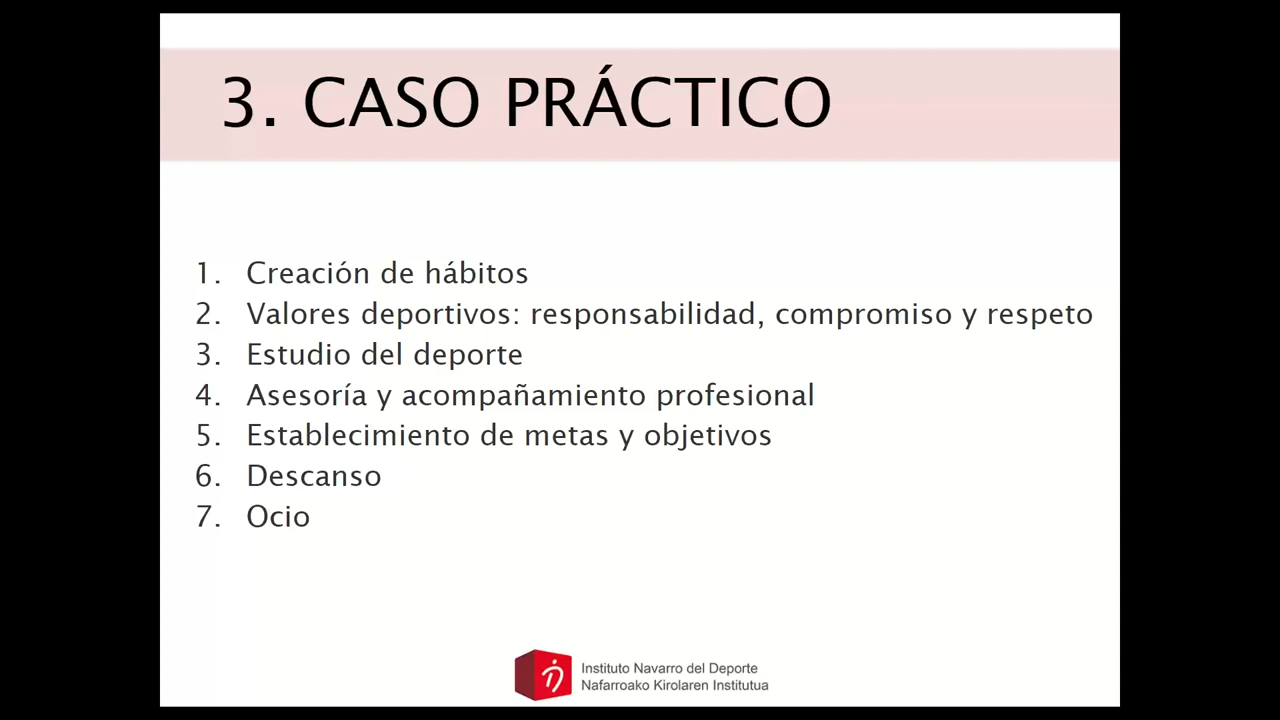 3. CASO PRÁCTICO
1. Creación de hábitos
2. Valores deportivos: responsabilidad, compromiso y respeto
3. Estudio del deporte
4. Asesoría y acompañamiento profesional
5. Establecimiento de metas y objetivos
6. Descanso
7. Ocio
Instituto Navarro del Deporte
Nafarroako Kirolaren Institutua